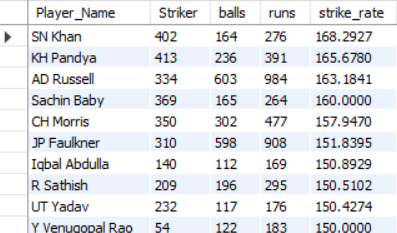 Player_Name Striker balls runs strike_rate
SN Khan 402 164 276 168.2927
KH Pandya 413 236 391 165.6780
AD Russell 334 603 984 163.1841
Sachin Baby 369 165 264 160.0000
CH Morris 350 302 477 157.9470
JP Faulkner 310 598 908 151.8395
Iqbal Abdulla 140 112 169 150.8929
R Sathish 209 196 295 150.5102
UT Yadav 232 117 176 150.4274
Y Venugopal Rao 54 122 183 150.0000